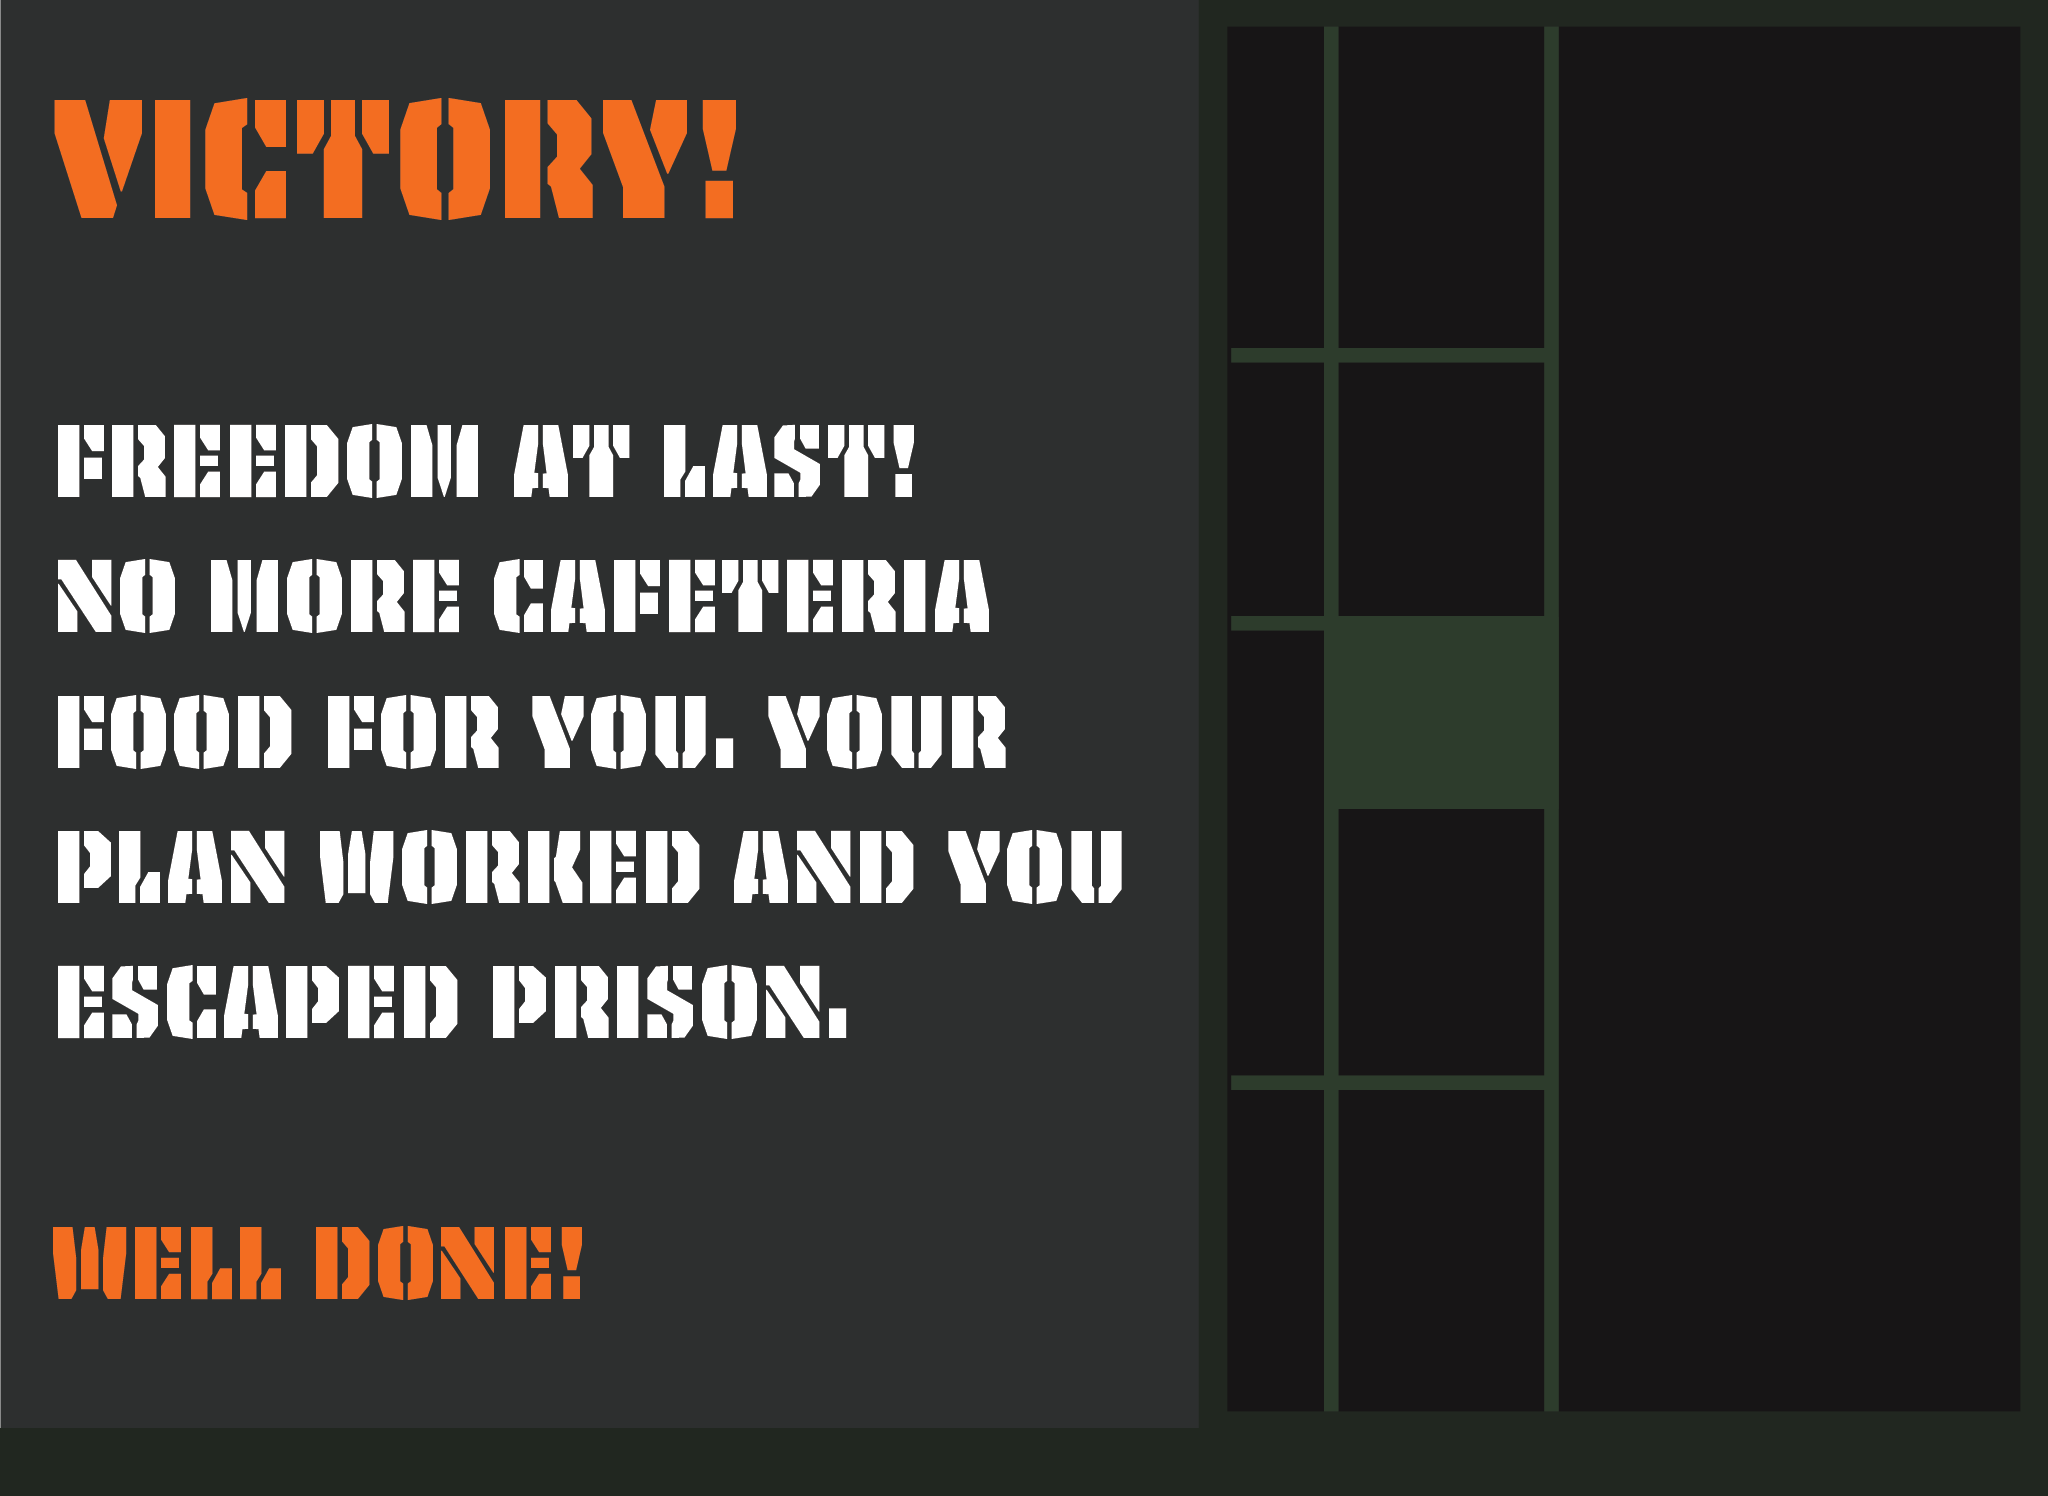 VICTORY!
FREEDOM AT LAST!
NO MORE CAFETERIA
FOOD FOR YOU. YOUR
PLAN WORKED AND YOU
ESCAPED PRISON.
WELL DONE!